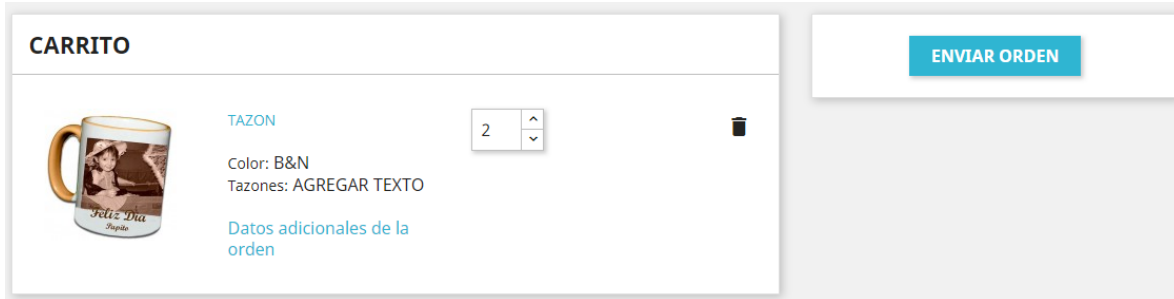 CARRITO
ENVIAR ORDEN
TAZON
2
Color: B&N
Tazones: AGREGAR TEXTO
Datos adicionales de la
orden
Feliz Dia
Papito